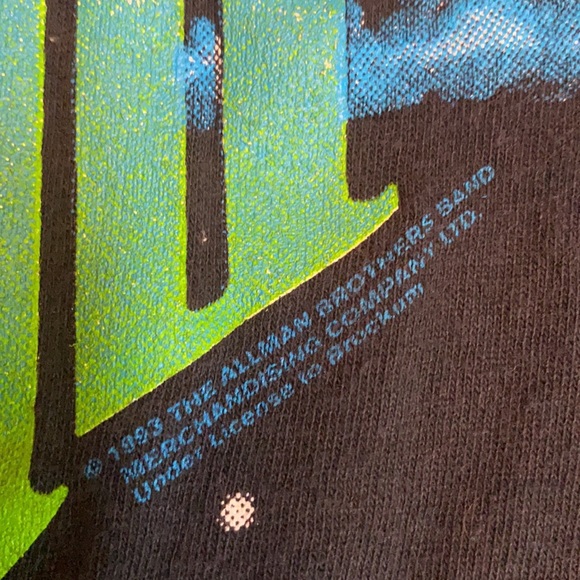 © 1993 THE ALLMAN BROTHERS BAND
MERCHANDISING COMPANY LTD.
Under License to Brockum